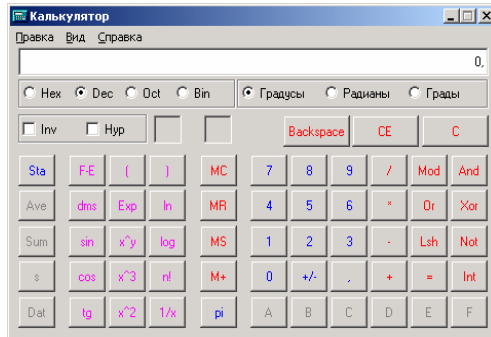 Калькулятор
Правка Вид Справка
0,
Hex Dec Oct Bin Градусы Радианы Грады
Inv Hyp Backspace CE C
Sta F-E ( ) MC 7 8 9 / Mod And
Ave dms Exp ln MR 4 5 6 * Or Xor
Sum sin x^y log MS 1 2 3 - Lsh Not
s cos x^3 n! M+ 0 +/- , + = Int
Dat tg x^2 1/x pi A B C D E F